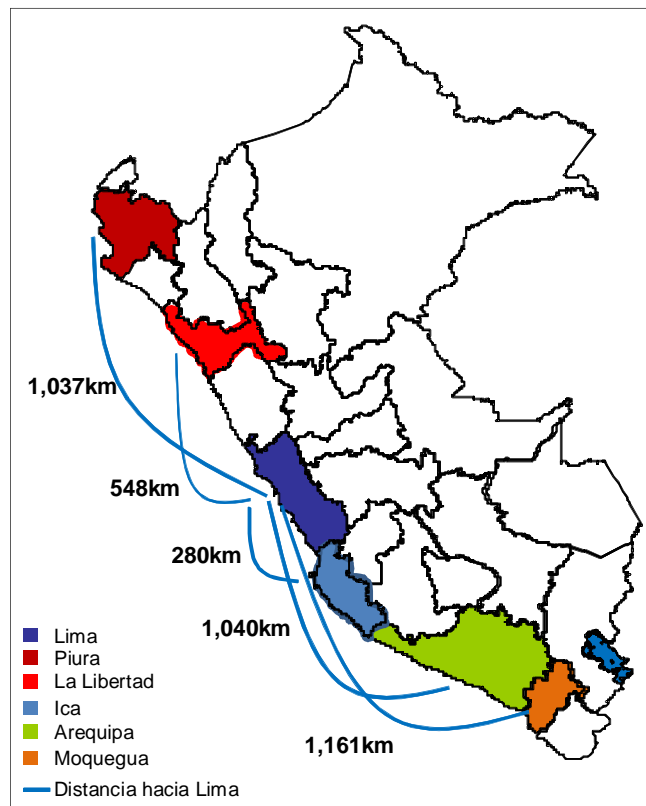 1,037km
548km
280km
1,040km
1,161km
Lima
Piura
La Libertad
Ica
Arequipa
Moquegua
Distancia hacia Lima